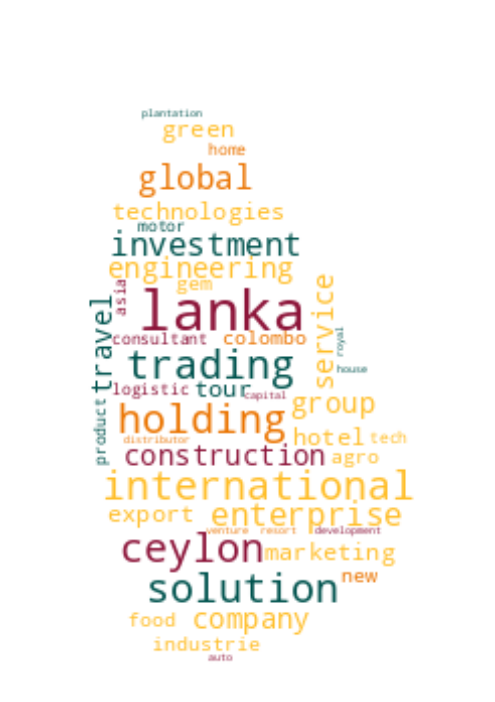 plantation
green
home
global
technologies
motor
investment
engineering
gem
asia
lanka
travel
service
consultant colombo
royal
trading
house
logistic tour capital
product
holding group
distributor hotel tech
construction agro
international
export enterprise
venture resort development
ceylon marketing
solution new
food company
industrie
auto